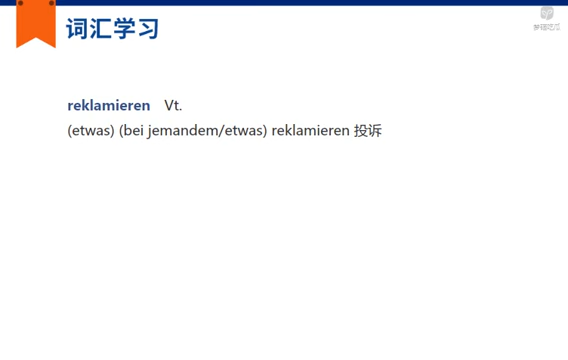 词汇学习
reklamieren Vt.
(etwas) (bei jemandem/etwas) reklamieren 投诉